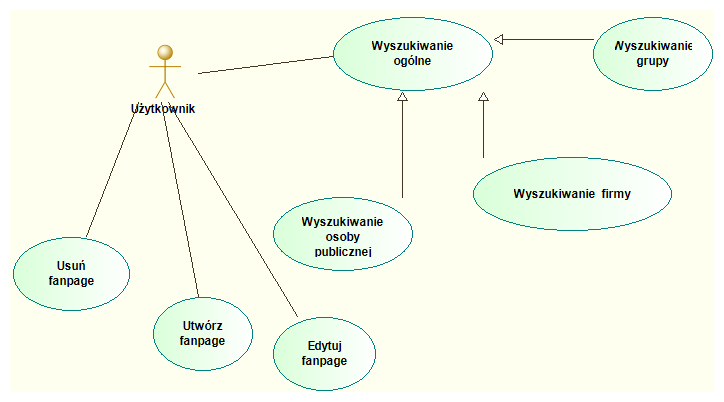 Wyszukiwanie
ogólne
Wyszukiwanie
grupy
Użytkownik
Wyszukiwanie firmy
Wyszukiwanie
osoby
publicznej
Usuń
fanpage
Utwórz
fanpage
Edytuj
fanpage